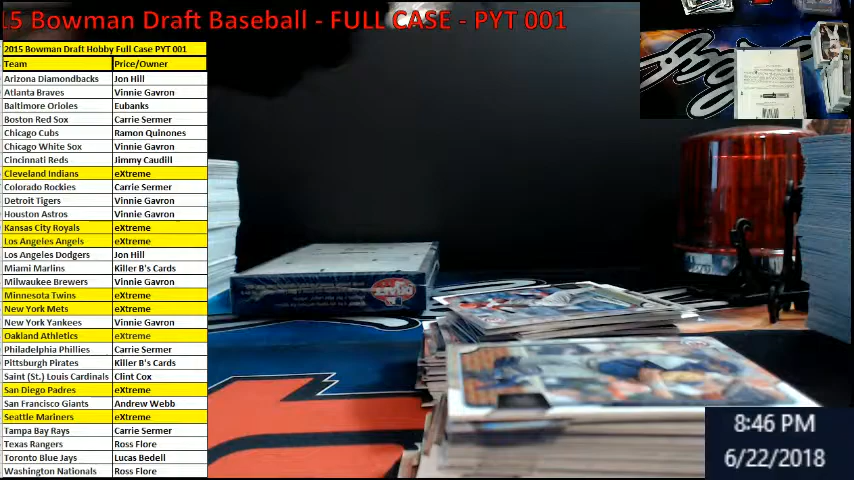 15 Bowman Draft Baseball - FULL CASE - PYT 001
2015 Bowman Draft Hobby Full Case PYT 001
Team Price/Owner
Arizona Diamondbacks Jon Hill
Atlanta Braves Vinnie Gavron
Baltimore Orioles Eubanks
Boston Red Sox Carrie Sermer
Chicago Cubs Ramon Quinones
Chicago White Sox Vinnie Gavron
Cincinnati Reds Jimmy Caudill
Cleveland Indians eXtreme
Colorado Rockies Carrie Sermer
Detroit Tigers Vinnie Gavron
Houston Astros Vinnie Gavron
Kansas City Royals eXtreme
Los Angeles Angels eXtreme
Los Angeles Dodgers Jon Hill
Miami Marlins Killer B's Cards
Milwaukee Brewers Vinnie Gavron
Minnesota Twins eXtreme
New York Mets eXtreme
New York Yankees Vinnie Gavron
Oakland Athletics eXtreme
Philadelphia Phillies Carrie Sermer
Pittsburgh Pirates Killer B's Cards
Saint (St.) Louis Cardinals Clint Cox
San Diego Padres eXtreme
San Francisco Giants Andrew Webb
Seattle Mariners eXtreme
Tampa Bay Rays Carrie Sermer
Texas Rangers Ross Flore
Toronto Blue Jays Lucas Bedell
Washington Nationals Ross Flore
8:46 PM
6/22/2018